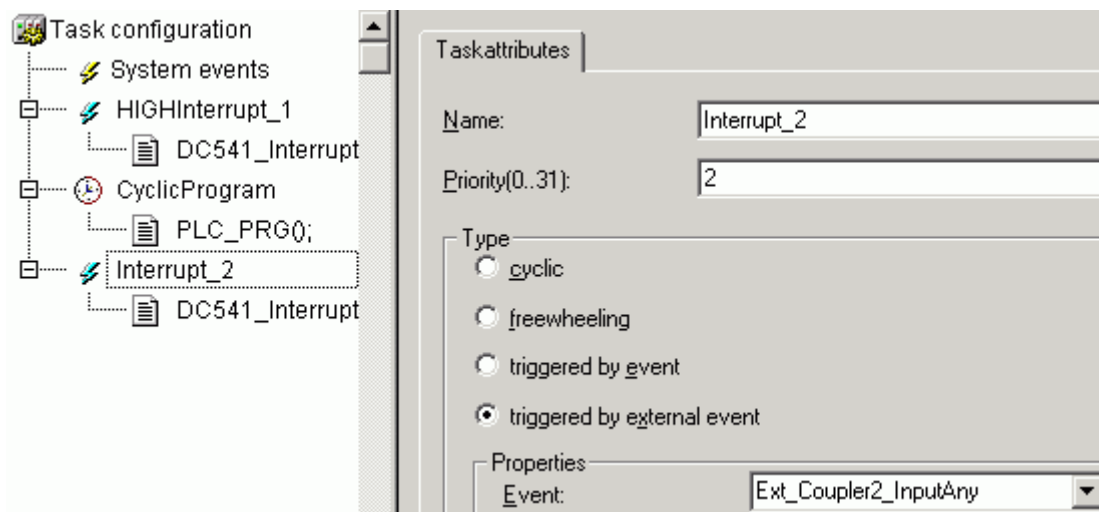 Task configuration
System events
HIGHInterrupt_1
DC541_Interrupt
CyclicProgram
PLC_PRG();
Interrupt_2
DC541_Interrupt
Taskattributes
Name: Interrupt_2
Priority(0..31): 2
Type
cyclic
freewheeling
triggered by event
triggered by external event
Properties
Event: Ext_Coupler2_InputAny